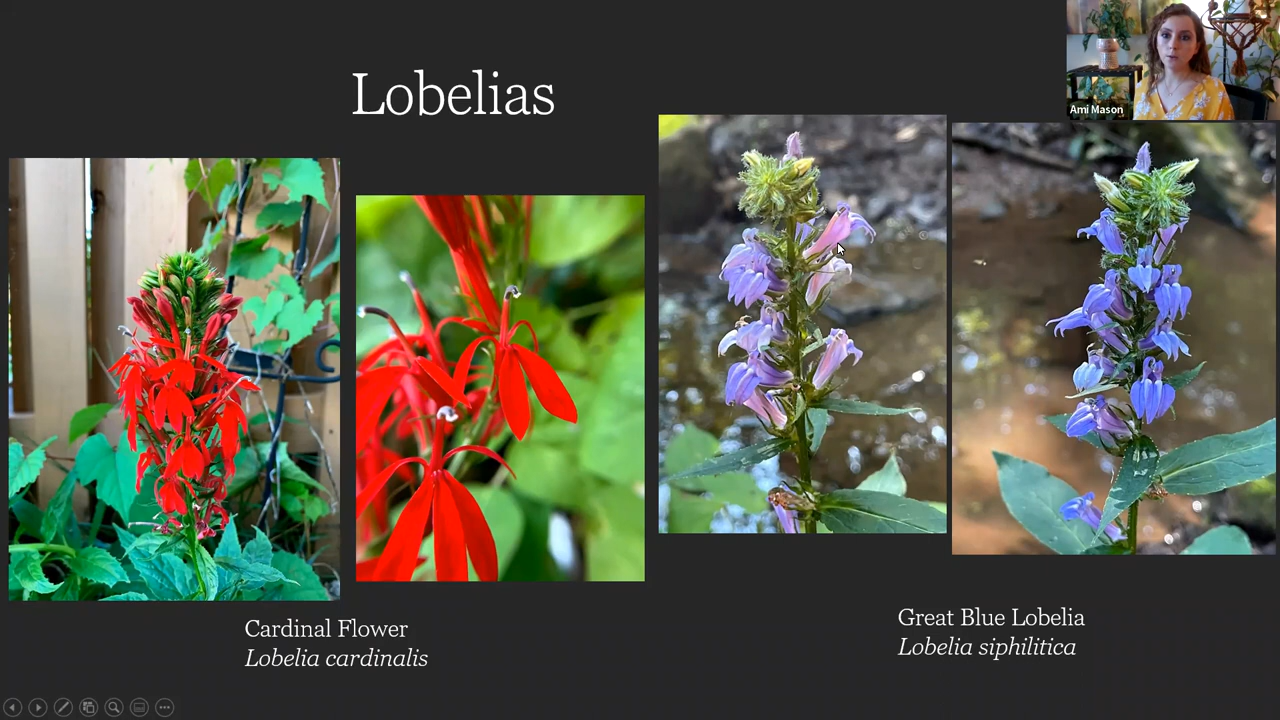 Lobelias
Ami Mason
Cardinal Flower
Lobelia cardinalis
Great Blue Lobelia
Lobelia siphilitica